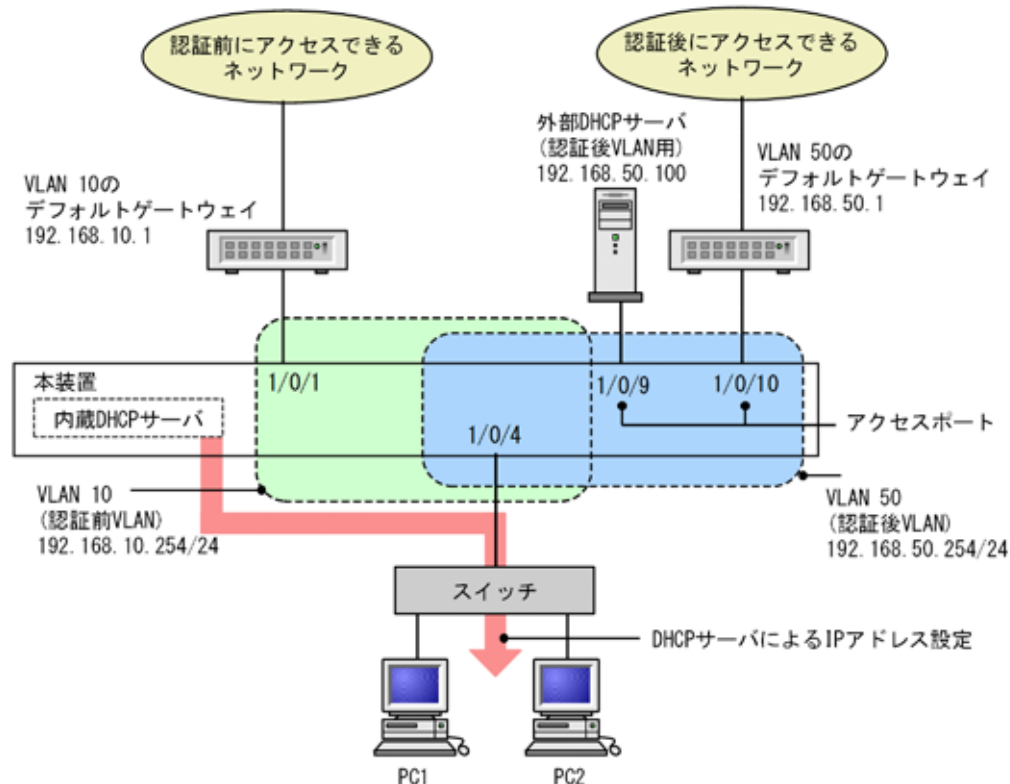 認証前にアクセスできる
ネットワーク
認証後にアクセスできる
ネットワーク
外部DHCPサーバ
(認証後VLAN用)
192.168.50.100
VLAN 50の
デフォルトゲートウェイ
192.168.50.1
VLAN 10の
デフォルトゲートウェイ
192.168.10.1
本装置
内蔵DHCPサーバ
1/0/1
1/0/4
1/0/9
1/0/10
アクセスポート
VLAN 10
(認証前VLAN)
192.168.10.254/24
VLAN 50
(認証後VLAN)
192.168.50.254/24
スイッチ
DHCPサーバによるIPアドレス設定
PC1
PC2